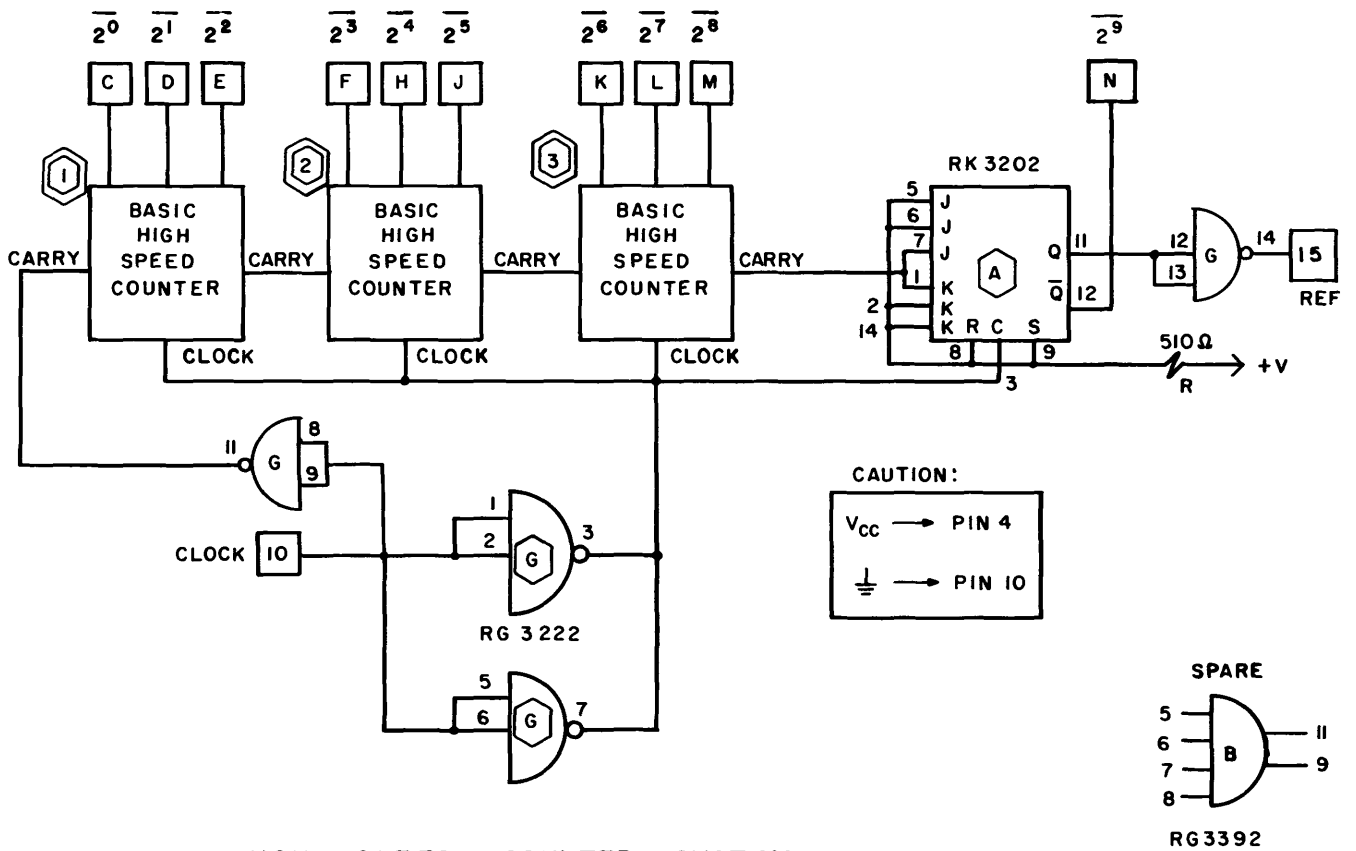 2⁰ 2¹ 2² 2³ 2⁴ 2⁵ 2⁶ 2⁷ 2⁸ 2⁹
C D E F H J K L M N
1 2 3
RK 3202
BASIC HIGH SPEED COUNTER
BASIC HIGH SPEED COUNTER
BASIC HIGH SPEED COUNTER
CARRY CARRY CARRY CARRY
CLOCK CLOCK CLOCK
5 J
6 J
7 J
1 K
2 K
14 K
A
Q 11
Q̅ 12
R C S
8 3 9
12
13
G 14
15
REF
510Ω
R
+V
11 G 8
9
CLOCK 10
1
2 G 3
RG 3222
5
6 G 7
CAUTION:
VCC → PIN 4
⏚ → PIN 10
SPARE
5
6
7
8
B
11
9
RG3392